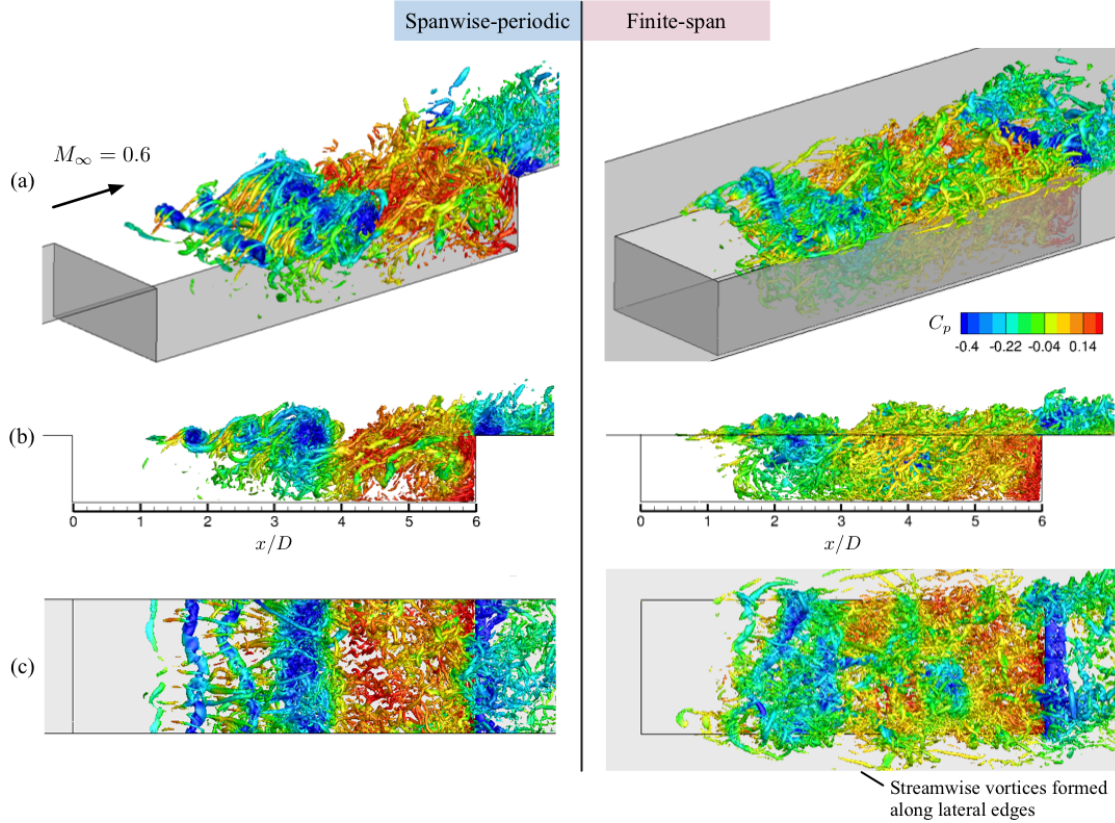 Spanwise-periodic
Finite-span
M∞ = 0.6
(a)
Cp
-0.4 -0.22 -0.04 0.14
(b)
0 1 2 3 4 5 6
x/D
0 1 2 3 4 5 6
x/D
(c)
Streamwise vortices formed
along lateral edges